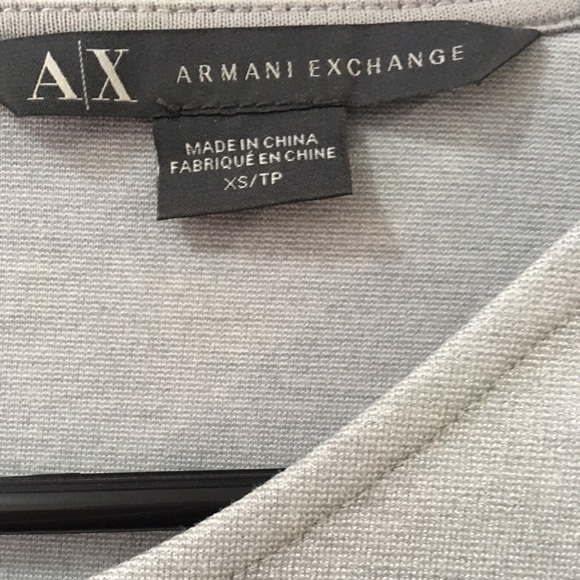 A|X ARMANI EXCHANGE
MADE IN CHINA
FABRIQUÉ EN CHINE
XS/TP